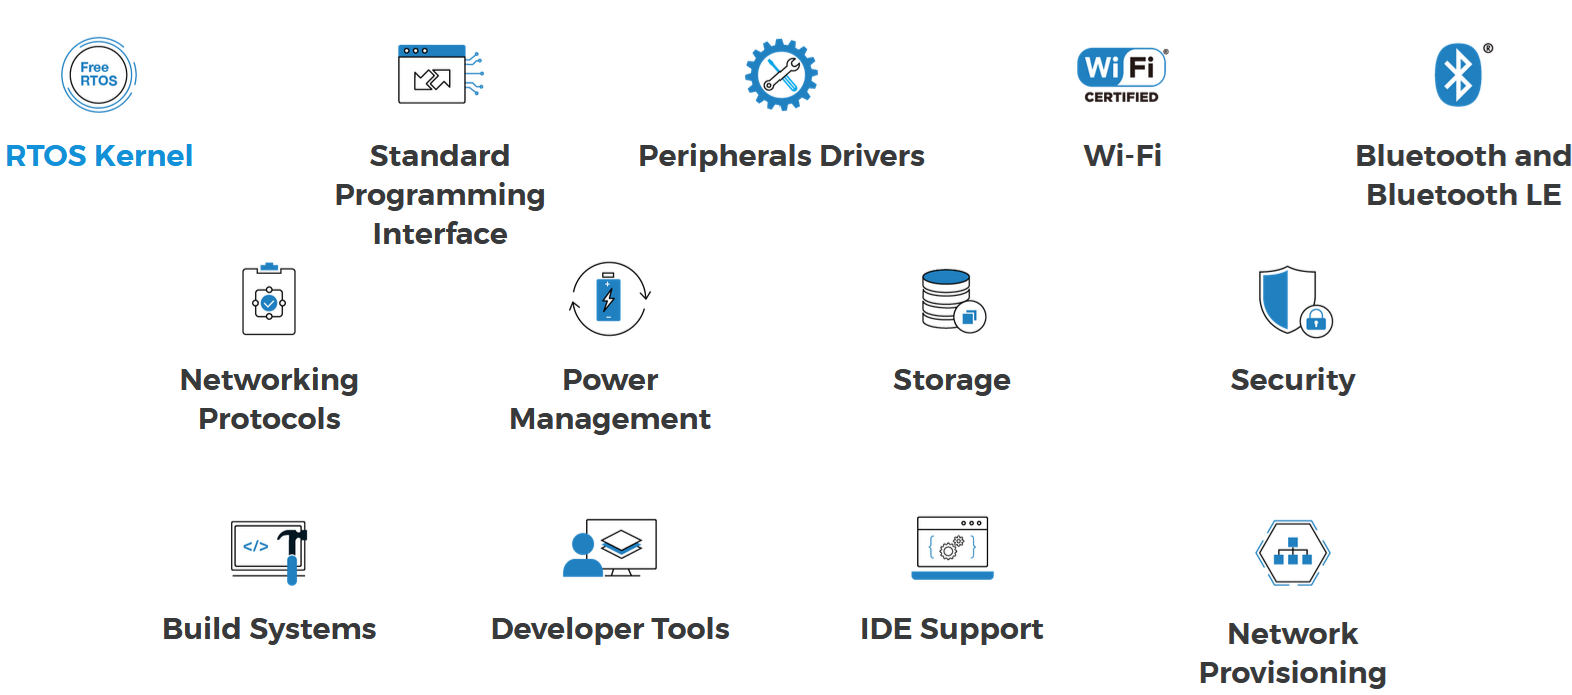 Free
RTOS
Wi Fi®
CERTIFIED
®
RTOS Kernel
Standard
Programming
Interface
Peripherals Drivers
Wi-Fi
Bluetooth and
Bluetooth LE
Networking
Protocols
Power
Management
Storage
Security
</>
{ }
Build Systems
Developer Tools
IDE Support
Network
Provisioning